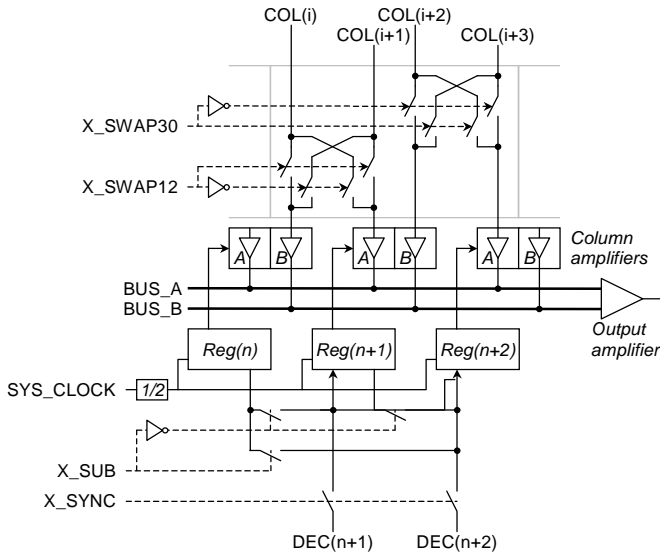 COL(i)
COL(i+1)
COL(i+2)
COL(i+3)
X_SWAP30
X_SWAP12
A
B
A
B
A
B
Column
amplifiers
BUS_A
BUS_B
Output
amplifier
Reg(n)
Reg(n+1)
Reg(n+2)
SYS_CLOCK
1/2
X_SUB
X_SYNC
DEC(n+1)
DEC(n+2)